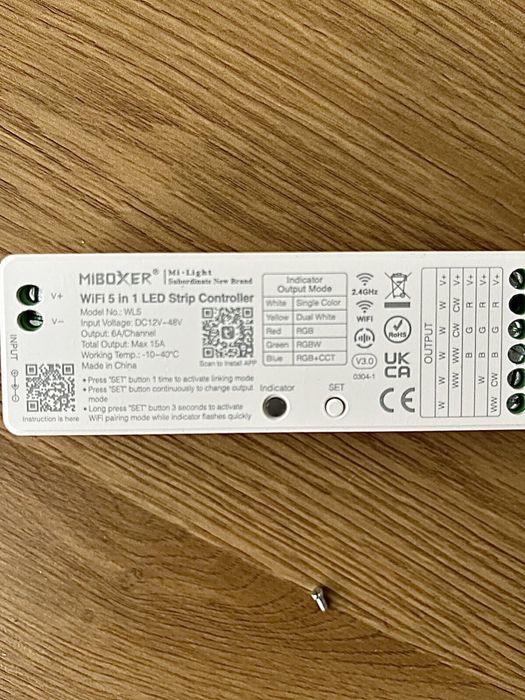 MIBOXER® Mi·Light
Subordinate New Brand
WiFi 5 in 1 LED Strip Controller
Model No.: WL5
Input Voltage: DC12V~48V
Output: 6A/Channel
Total Output: Max 15A
Working Temp.: -10~40°C
Made in China
Scan to Install APP
• Press "SET" button 1 time to activate linking mode
• Press "SET" button continuously to change output
mode
• Long press "SET" button 3 seconds to activate
WiFi pairing mode while indicator flashes quickly
Instruction is here
V+
V-
INPUT
Indicator
Output Mode
White Single Color
Yellow Dual White
Red RGB
Green RGBW
Blue RGB+CCT
Indicator
SET
2.4GHz
WIFI
V3.0
0304-1
RoHS
UK
CA
CE
OUTPUT
V+ V+ V+ V+ V+
W CW R R R
W CW G G G
W WW B B B
W WW W CW
W WW